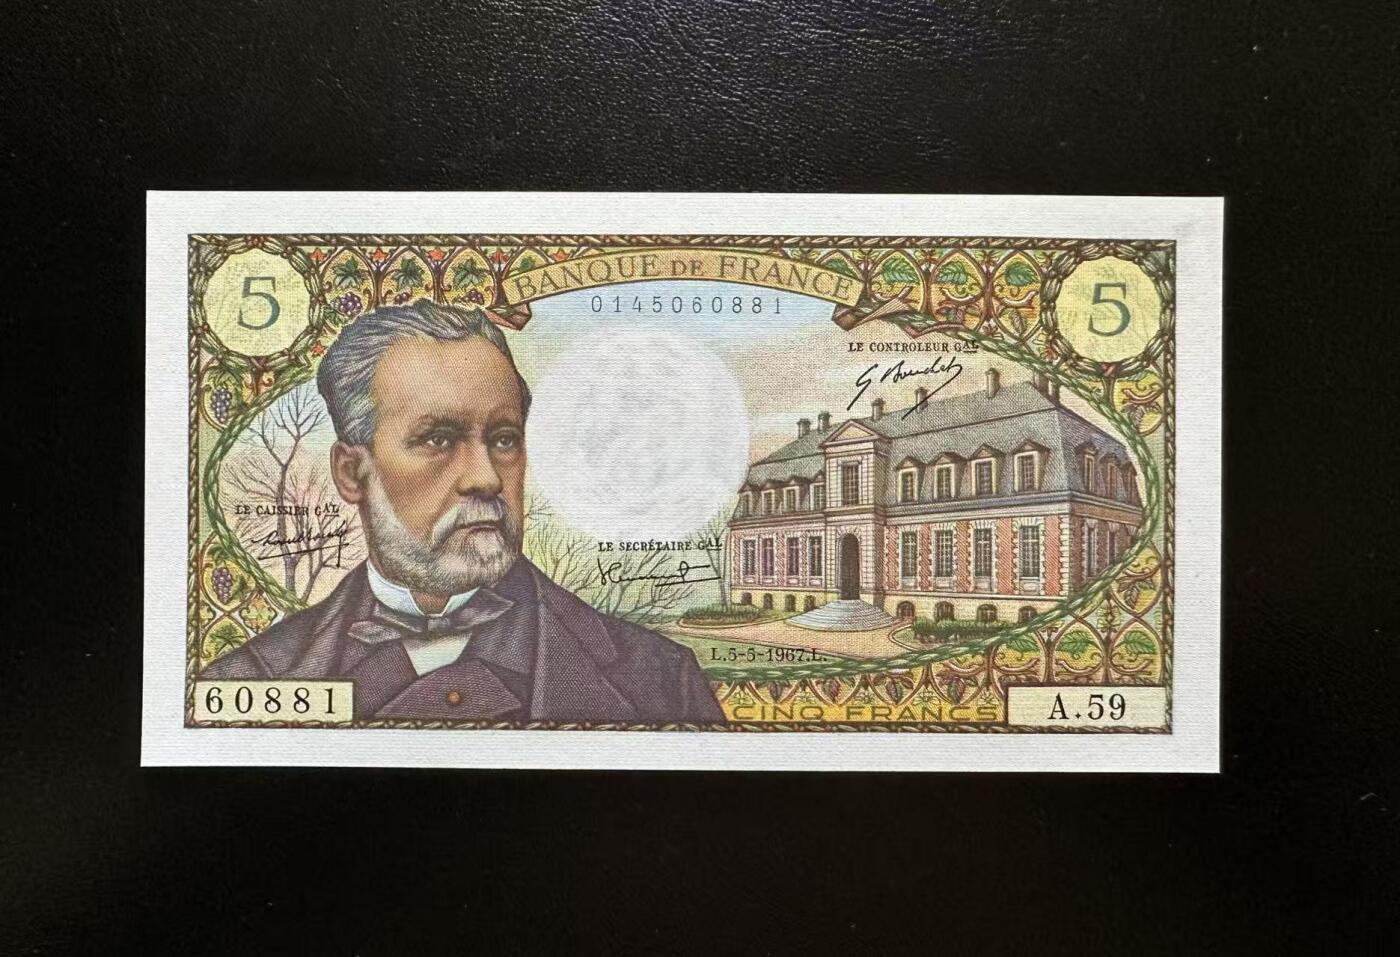 BANQUE DE FRANCE
5
5
0145060881
LE CONTROLEUR GAL
G Bouchet
LE CAISSIER GAL
LE SECRÉTAIRE GAL
L.5-5-1967.L.
60881
CINQ FRANCS
A.59